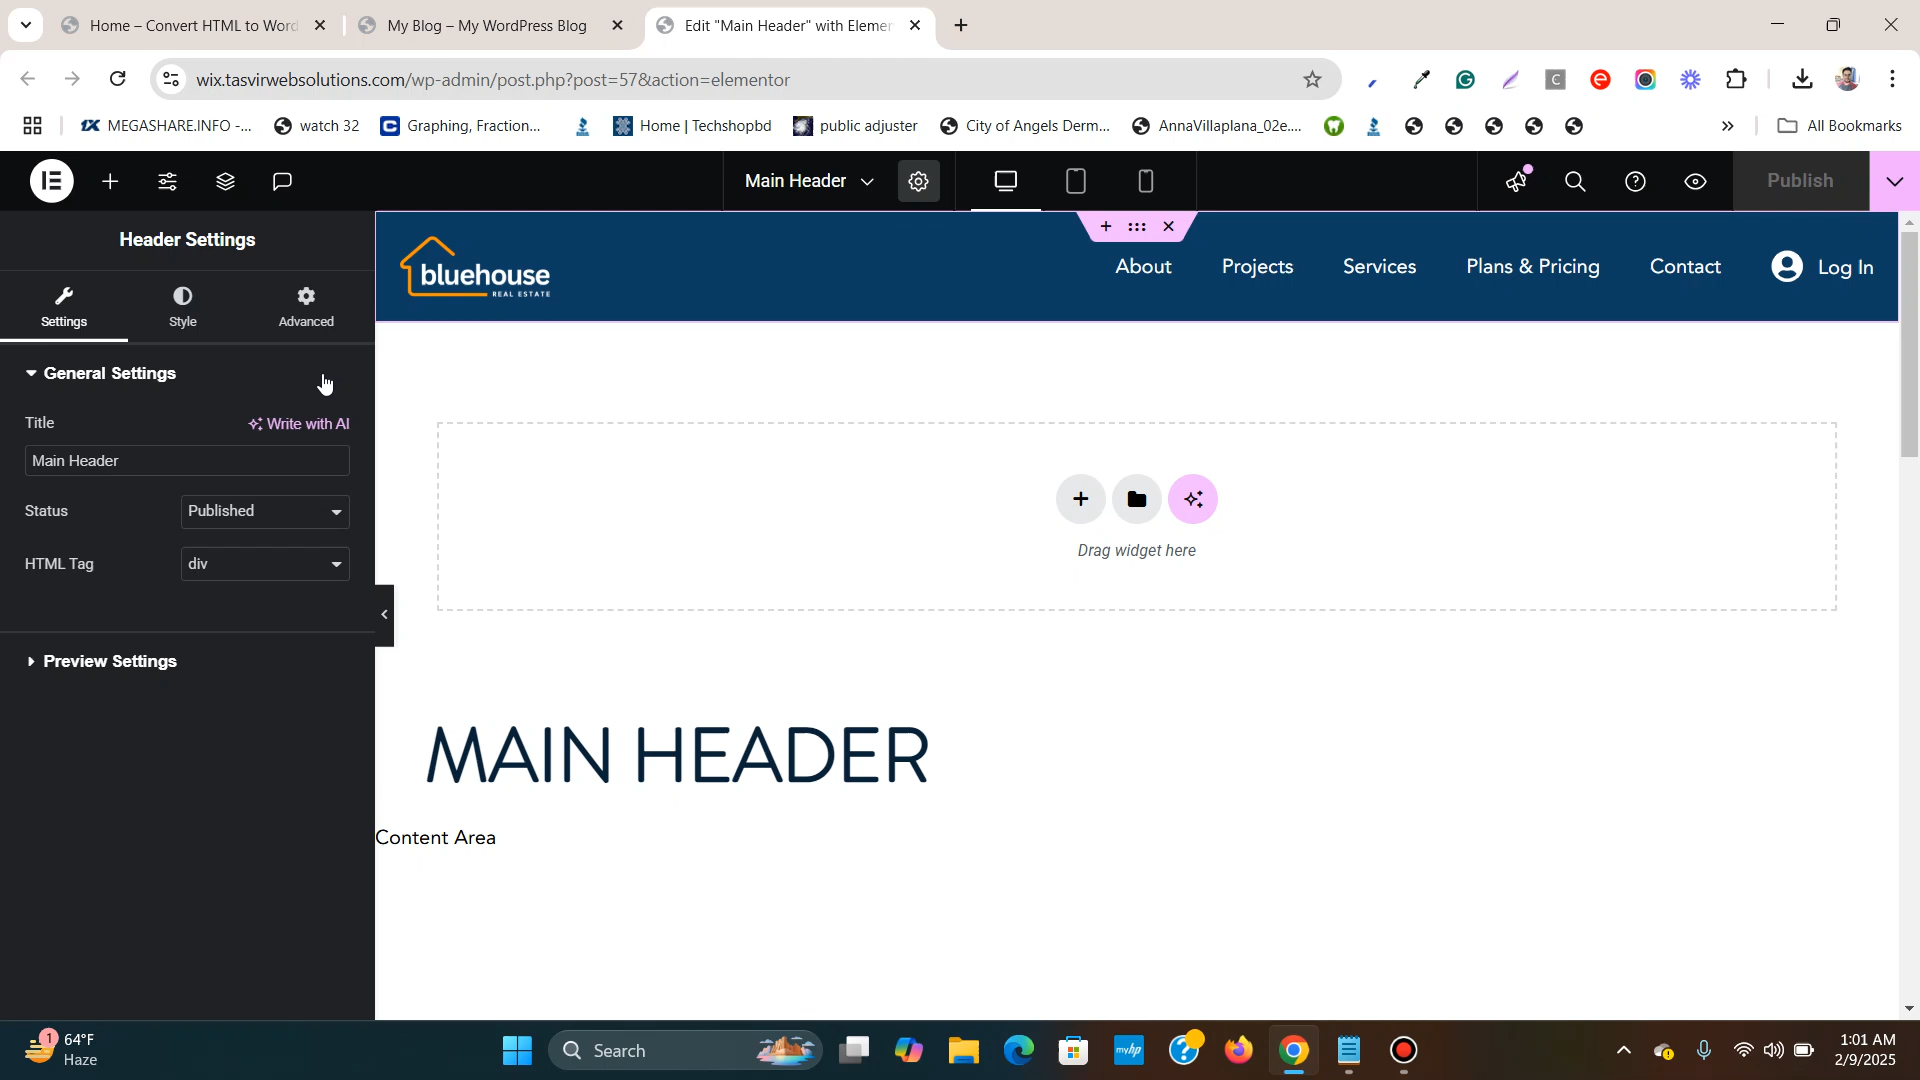 Home – Convert HTML to Word
My Blog – My WordPress Blog
Edit "Main Header" with Elemen
wix.tasvirwebsolutions.com/wp-admin/post.php?post=57&action=elementor
MEGASHARE.INFO -...
watch 32
Graphing, Fraction...
Home | Techshopbd
public adjuster
City of Angels Derm...
AnnaVillaplana_02e....
All Bookmarks
Main Header
Publish
Header Settings
Settings
Style
Advanced
General Settings
Title
Write with AI
Main Header
Status
Published
HTML Tag
div
Preview Settings
bluehouse
REAL ESTATE
About
Projects
Services
Plans & Pricing
Contact
Log In
Drag widget here
MAIN HEADER
Content Area
1
64°F
Haze
Search
myhp
1:01 AM
2/9/2025